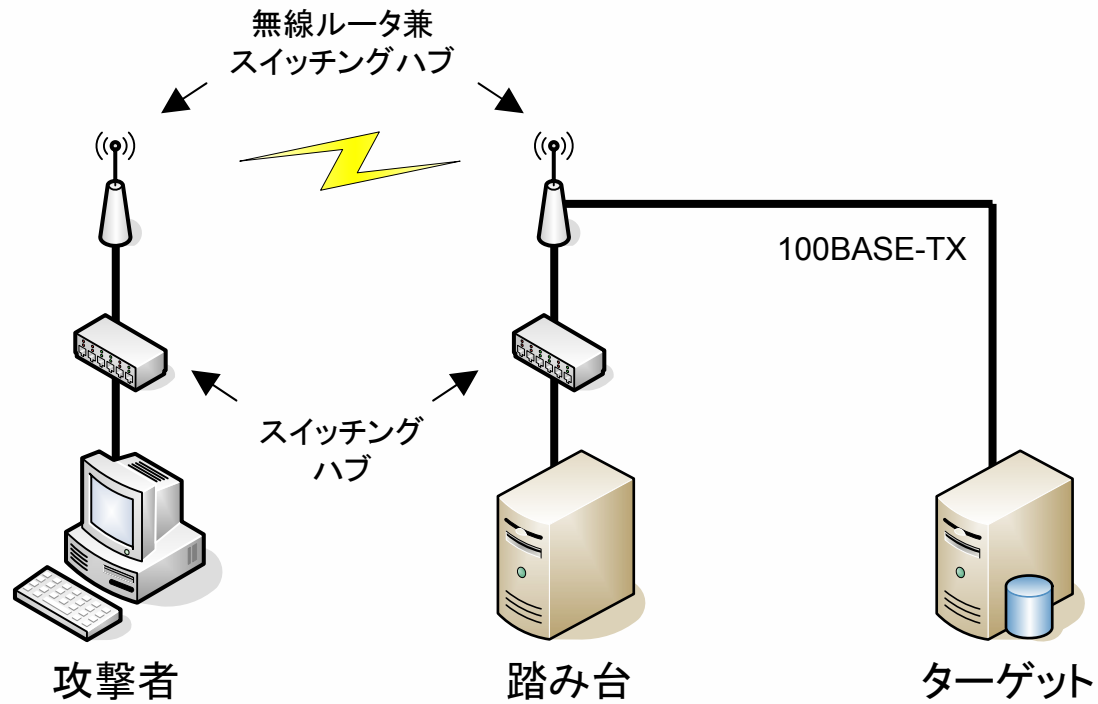 無線ルータ兼
スイッチングハブ
100BASE-TX
スイッチング
ハブ
攻撃者
踏み台
ターゲット